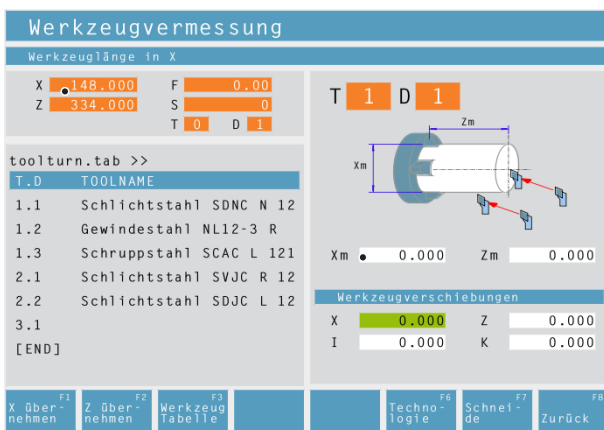 Werkzeugvermessung
Werkzeuglänge in X
X 148.000 F 0.00
Z 334.000 S 0
T 0 D 1
toolturn.tab >>
T.D TOOLNAME
1.1 Schlichtstahl SDNC N 12
1.2 Gewindestahl NL12-3 R
1.3 Schruppstahl SCAC L 121
2.1 Schlichtstahl SVJC R 12
2.2 Schlichtstahl SDJC L 12
3.1
[END]
T 1 D 1
Zm
Xm
Xm 0.000 Zm 0.000
Werkzeugverschiebungen
X 0.000 Z 0.000
I 0.000 K 0.000
F1
X über-
nehmen
F2
Z über-
nehmen
F3
Werkzeug
Tabelle
F6
Techno-
logie
F7
Schnei-
de
F8
Zurück